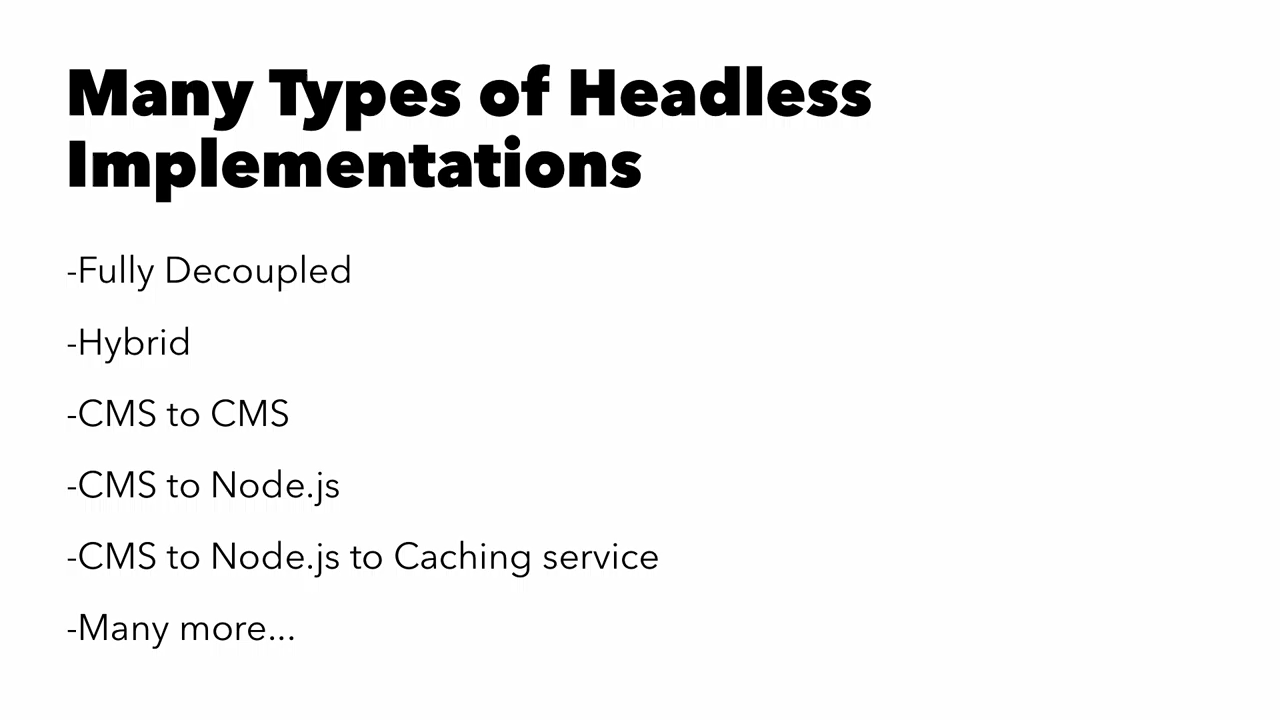 Many Types of Headless
Implementations
-Fully Decoupled
-Hybrid
-CMS to CMS
-CMS to Node.js
-CMS to Node.js to Caching service
-Many more...